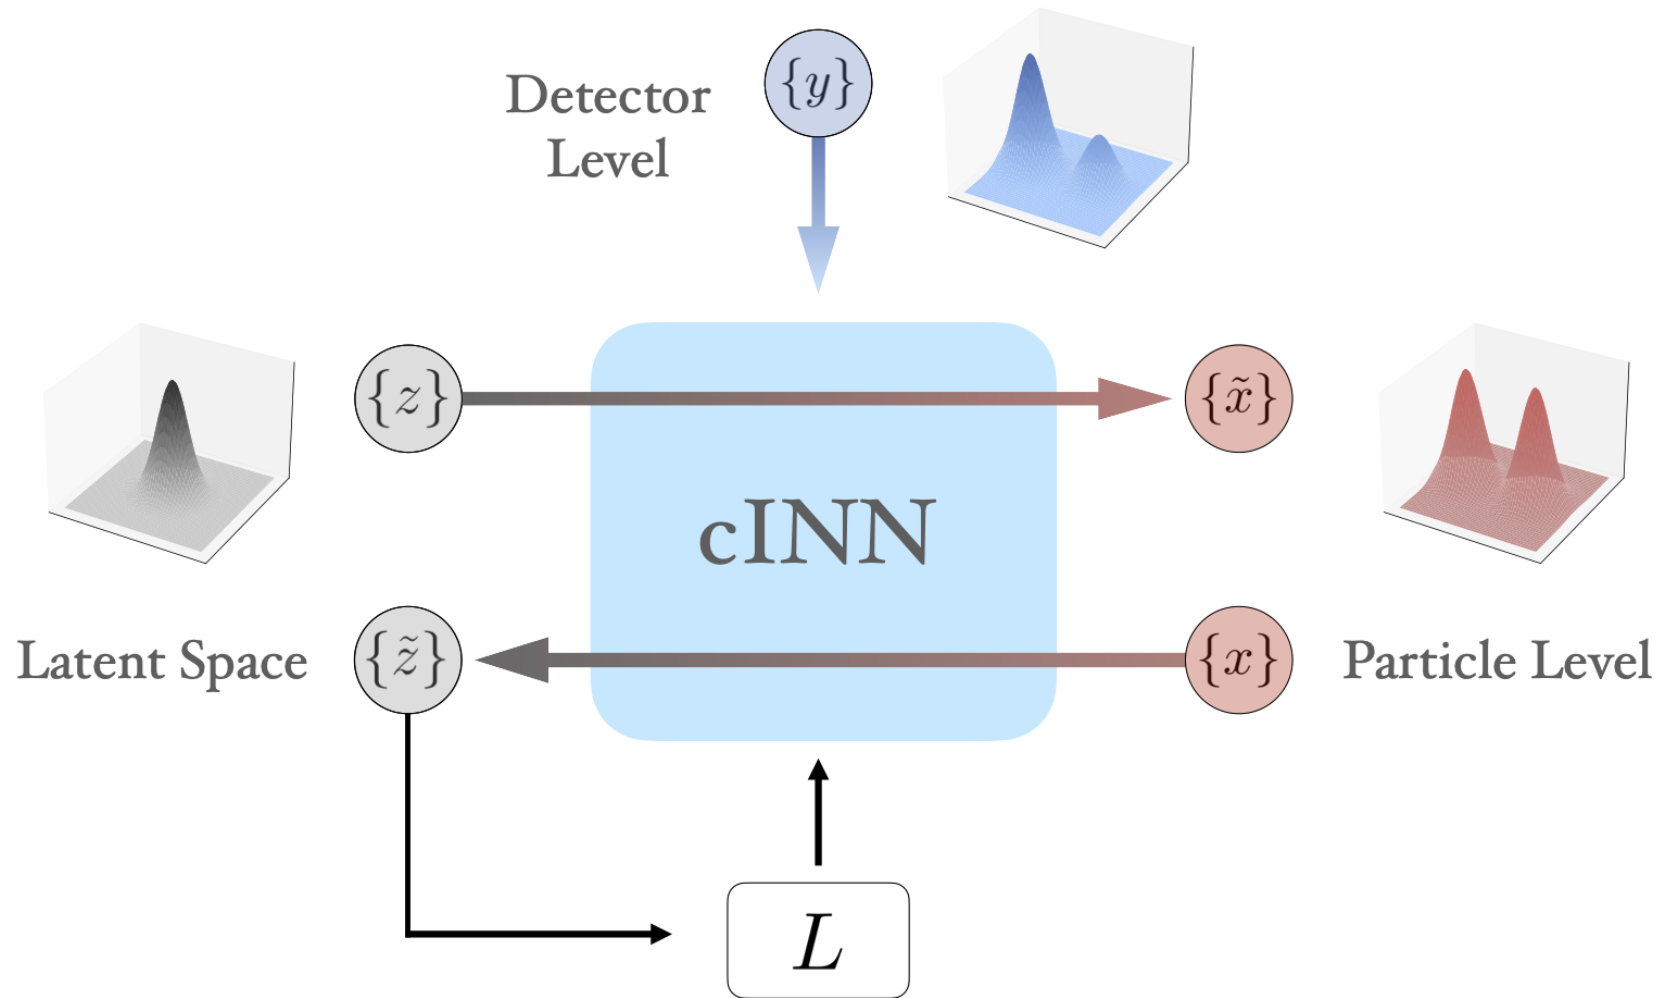 Detector
Level
{y}
{z}
{x̃}
cINN
Latent Space
{z̃}
{x}
Particle Level
L